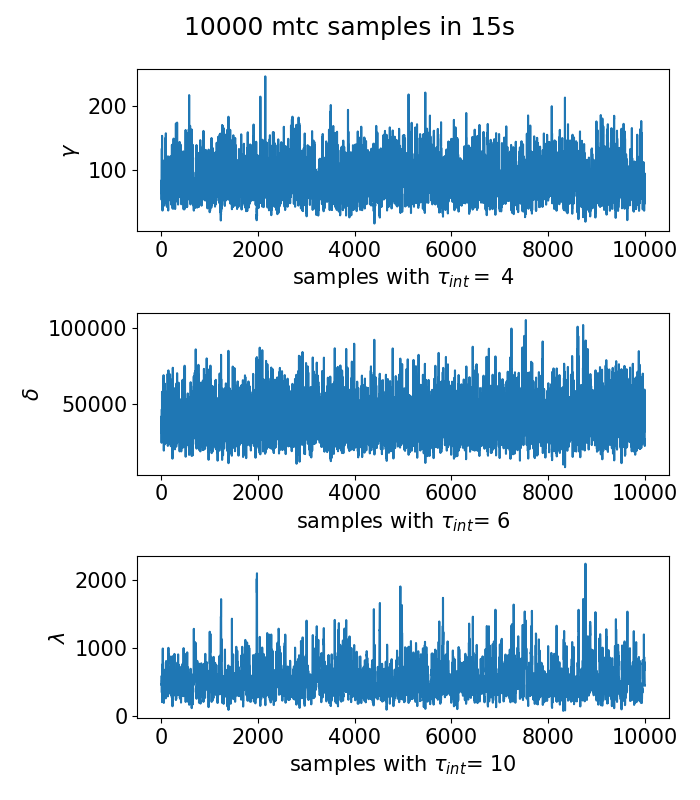 10000 mtc samples in 15s
200
100
γ
0 2000 4000 6000 8000 10000
samples with τ_int = 4
100000
50000
δ
0 2000 4000 6000 8000 10000
samples with τ_int= 6
2000
1000
0
λ
0 2000 4000 6000 8000 10000
samples with τ_int= 10